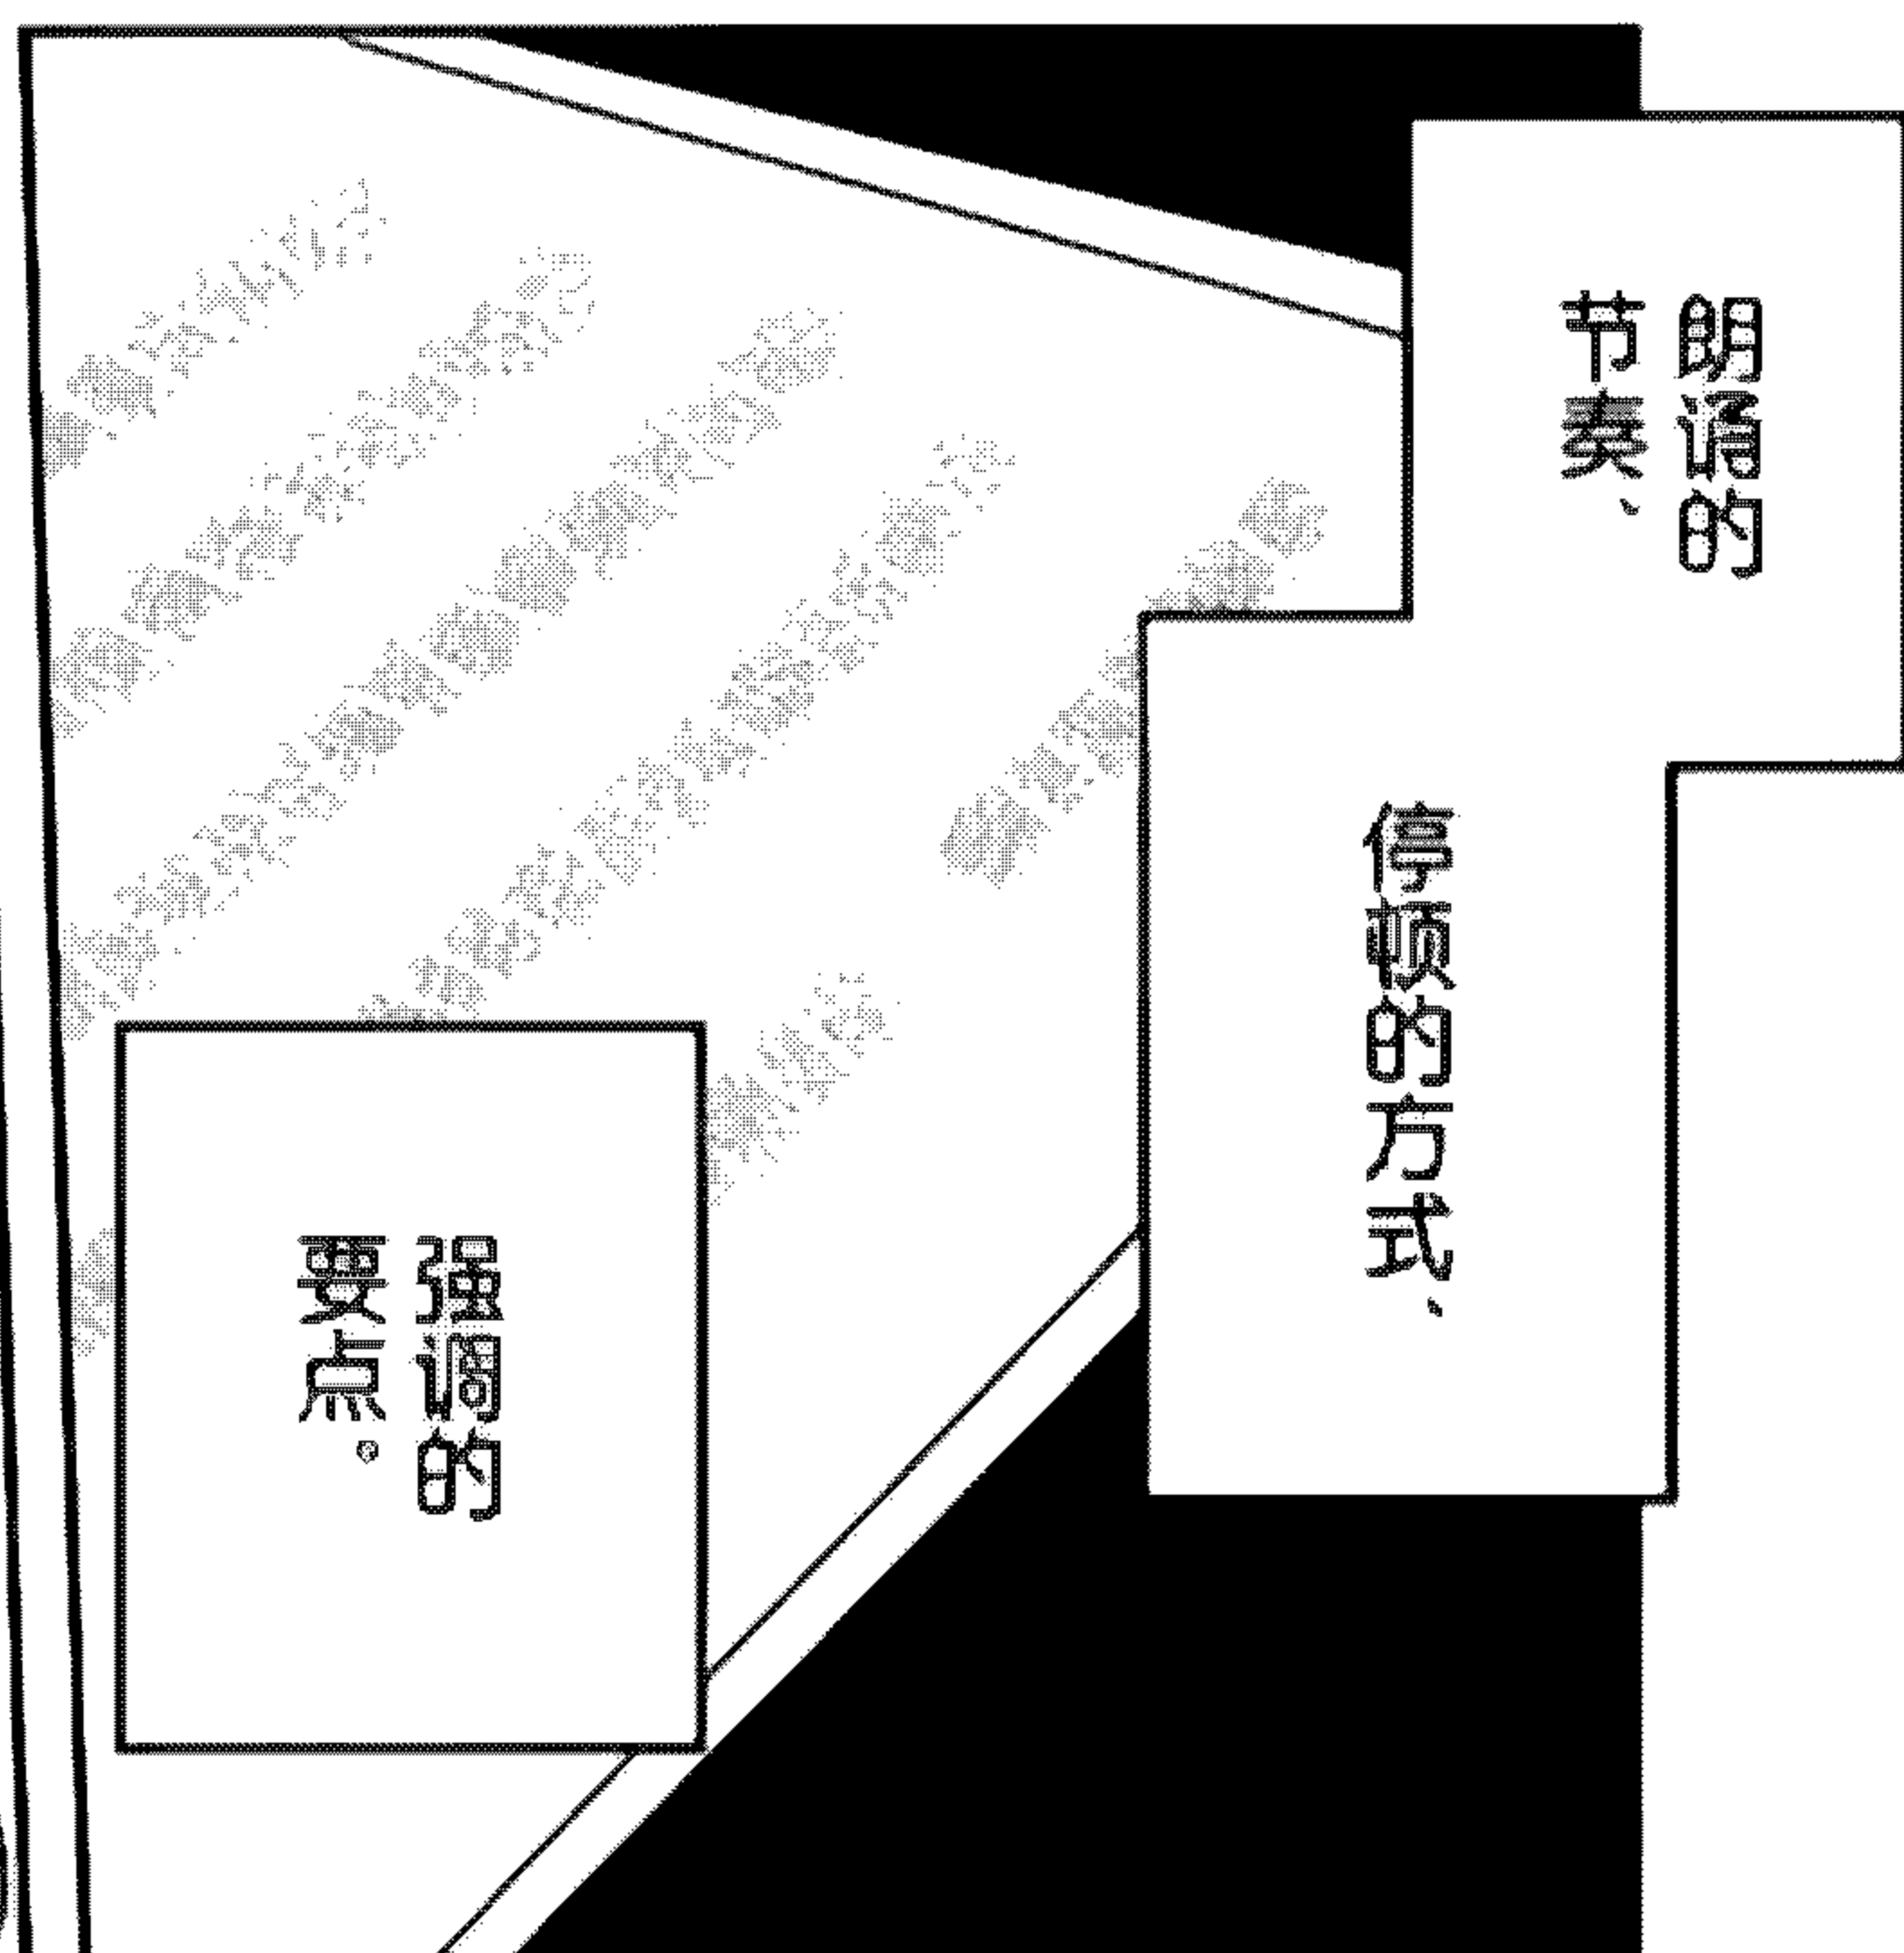 朗诵的
节奏、
停顿的方式、
强调的
要点。